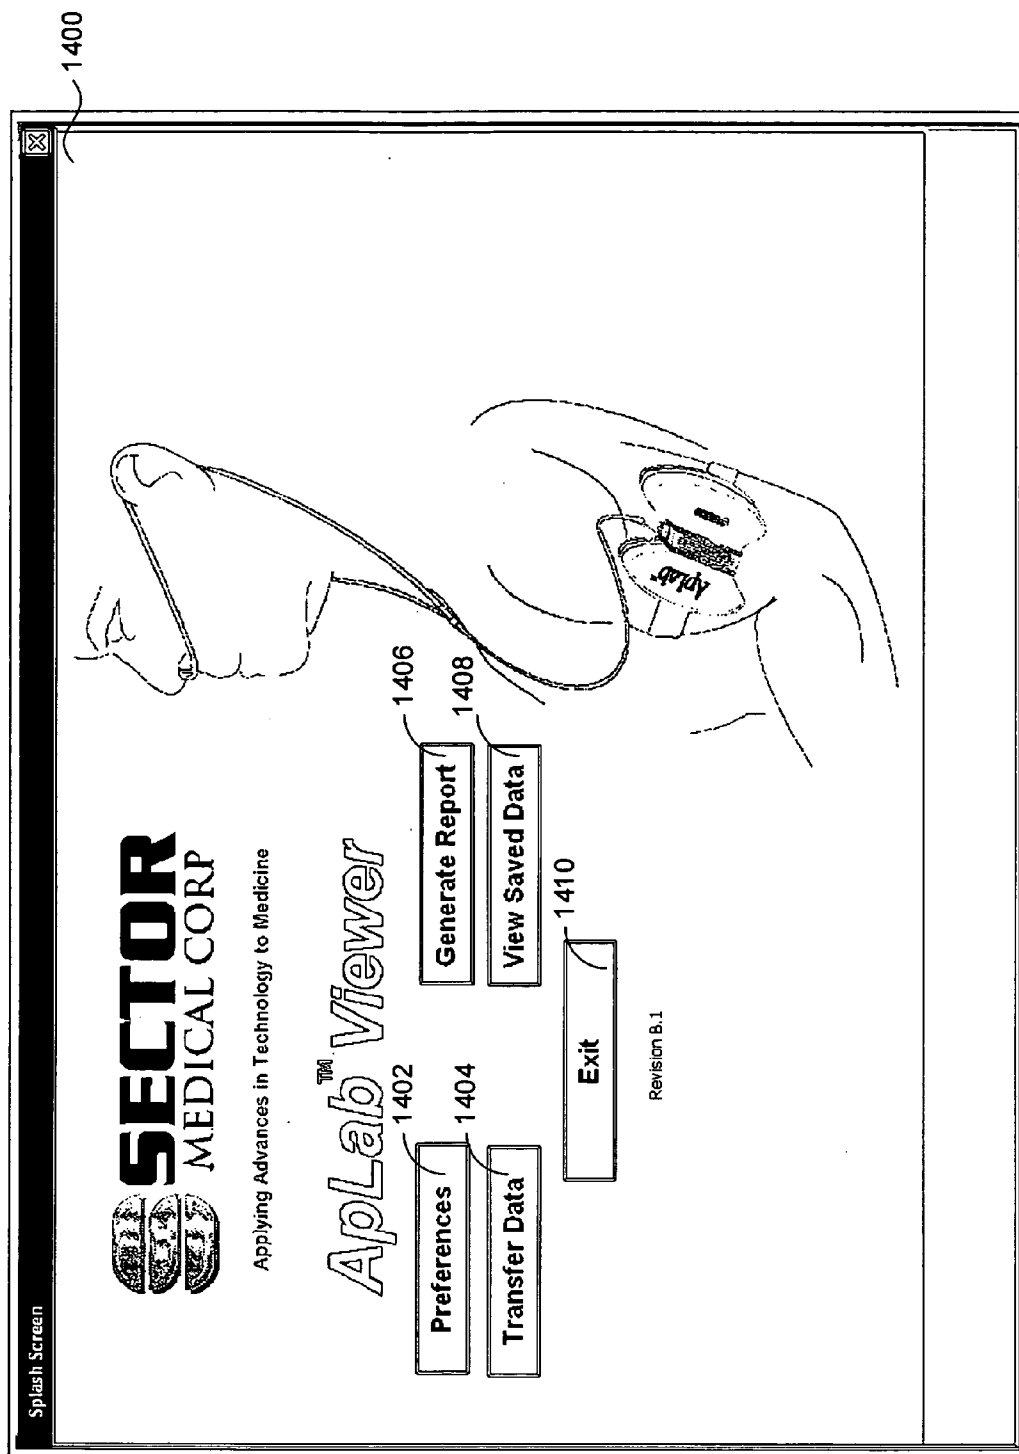 Splash Screen
1400
SECTOR
MEDICAL CORP
Applying Advances in Technology to Medicine
ApLab™ Viewer
1402
1406
Preferences
Generate Report
1404
1408
Transfer Data
View Saved Data
1410
Exit
Revision B.1
ApLab™